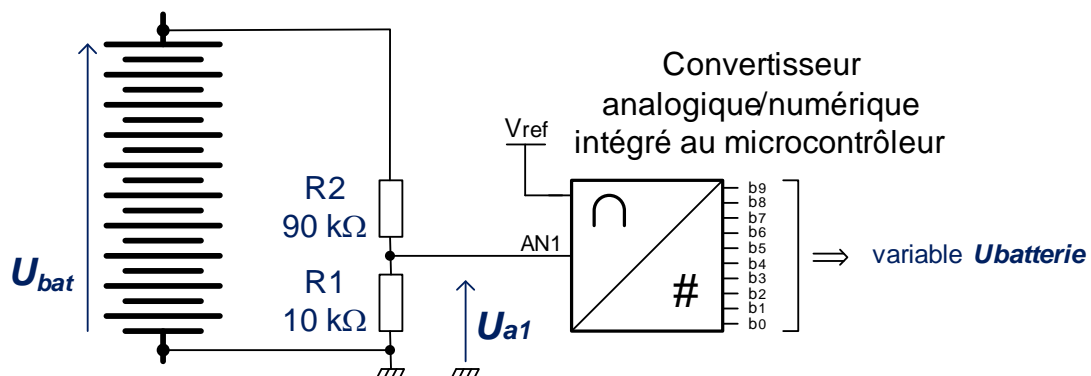 Convertisseur
analogique/numérique
intégré au microcontrôleur
Vref
R2
90 kΩ
AN1
R1
10 kΩ
Ubat
Ua1
∩
#
b9
b8
b7
b6
b5
b4
b3
b2
b1
b0
⇒ variable Ubatterie